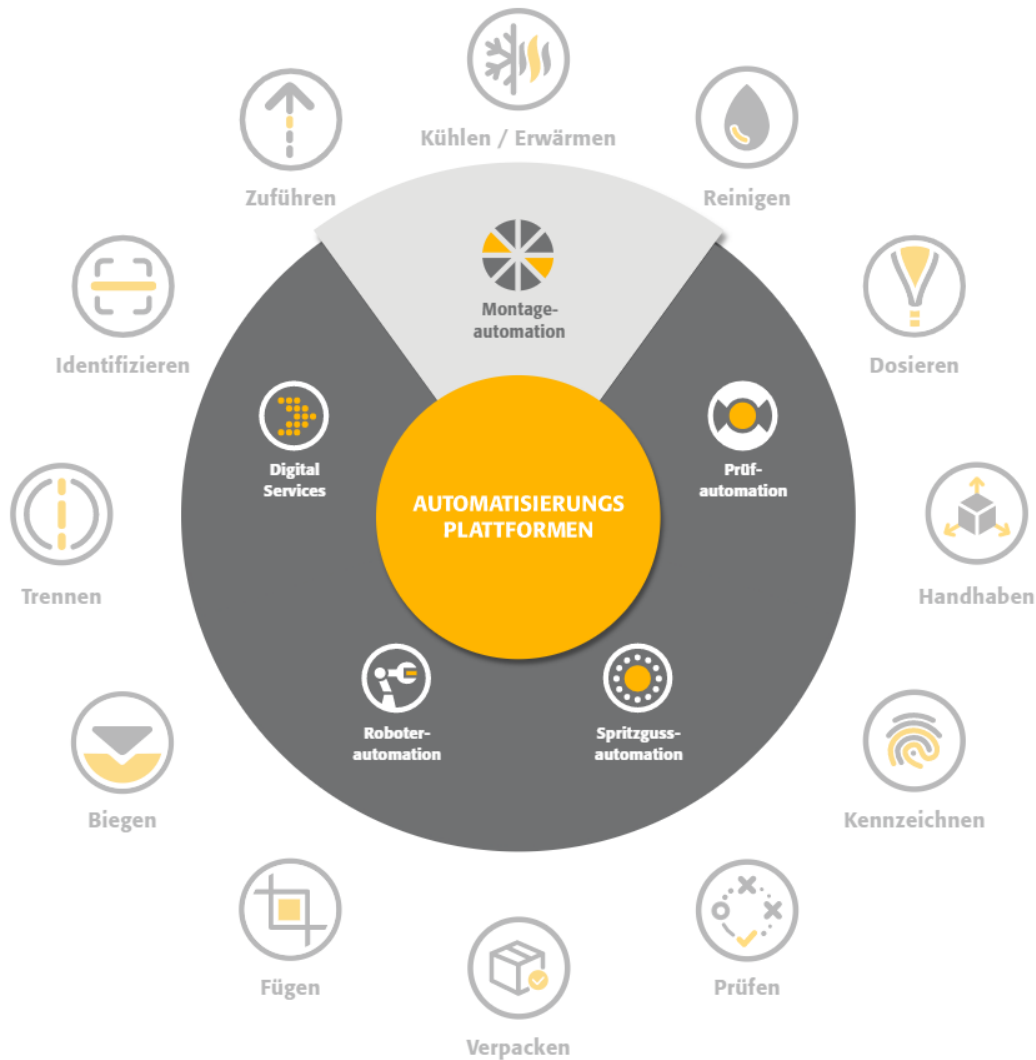 Kühlen / Erwärmen
Zuführen
Reinigen
Montage-
automation
Identifizieren
Dosieren
Digital
Services
Prüf-
automation
AUTOMATISIERUNGS
PLATTFORMEN
Trennen
Handhaben
Roboter-
automation
Spritzguss-
automation
Biegen
Kennzeichnen
Fügen
Prüfen
Verpacken